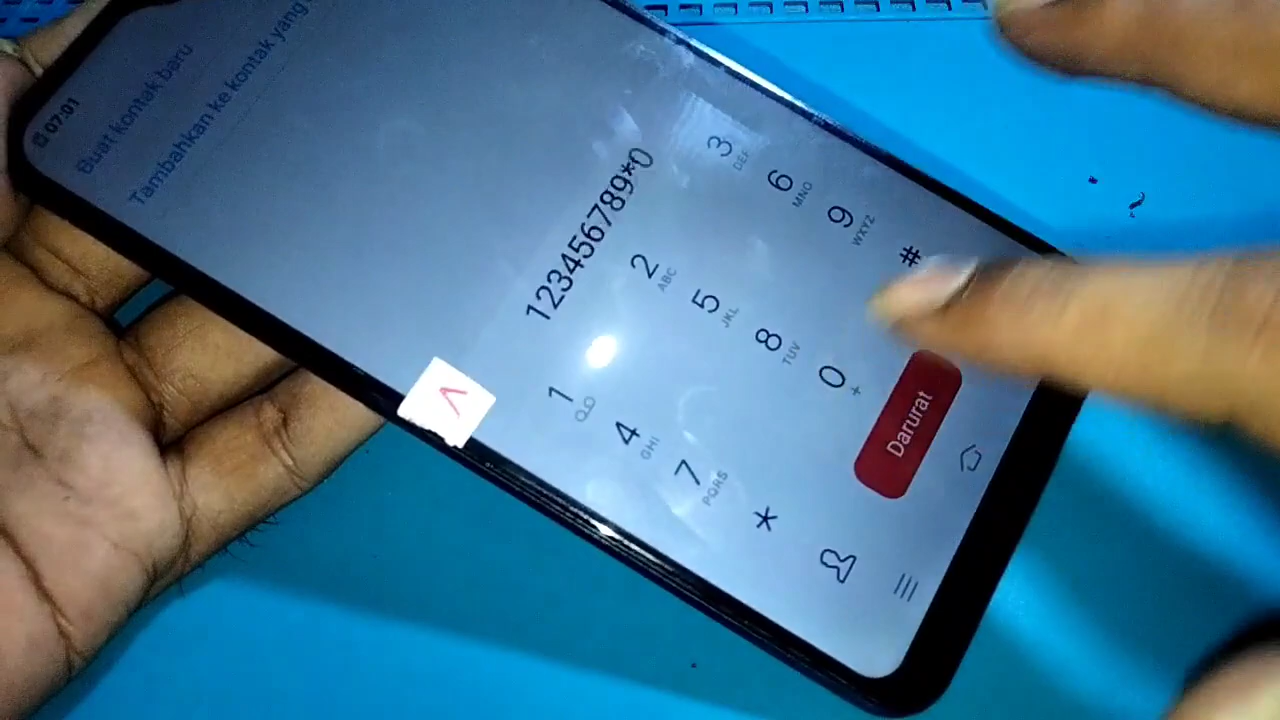 07:01
Buat kontak baru
Tambahkan ke kontak yang
123456789*0
1
2 ABC
3 DEF
4 GHI
5 JKL
6 MNO
7 PQRS
8 TUV
9 WXYZ
*
0 +
#
Darurat